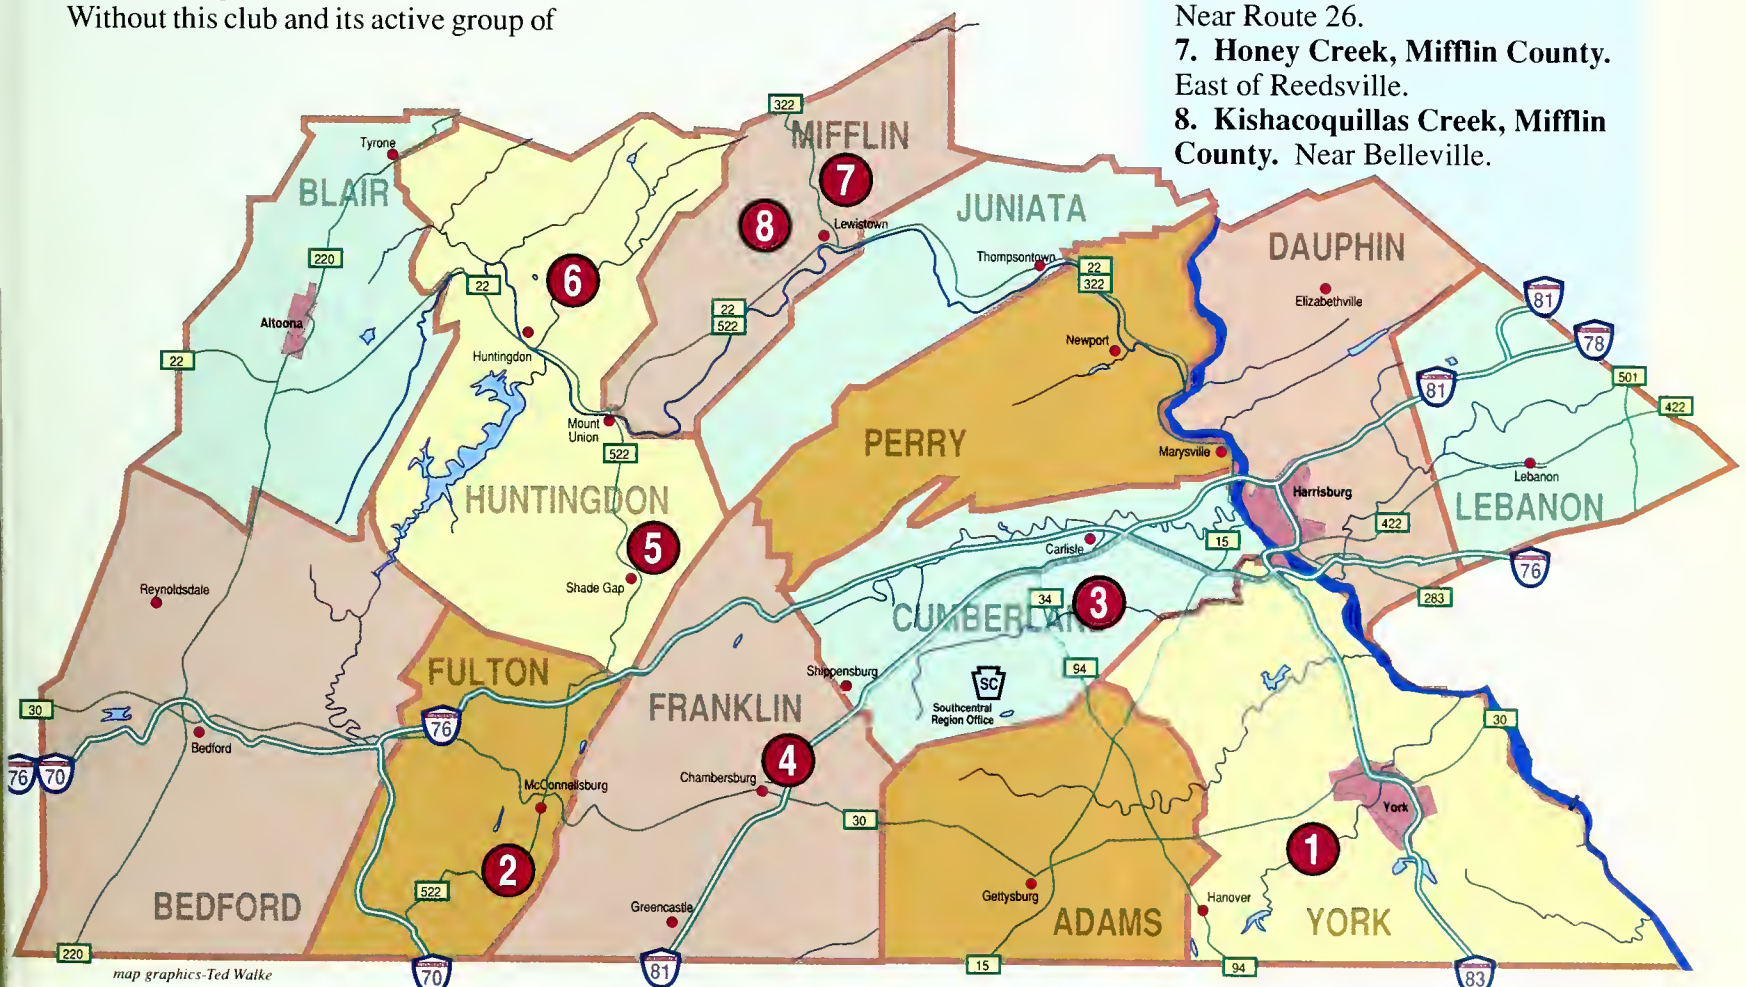 Without this club and its active group of
Near Route 26.
7. Honey Creek, Mifflin County.
East of Reedsville.
8. Kishacoquillas Creek, Mifflin
County. Near Belleville.
322
MIFFLIN
Tyrone
BLAIR
7
JUNIATA
8
Lewistown
DAUPHIN
220
Thompsontown
22
322
6
22
Elizabethville
81
Altoona
22
522
Newport
78
Huntingdon
22
81
501
422
Mount
Union
PERRY
Marysville
522
Lebanon
HUNTINGDON
Harrisburg
LEBANON
422
5
Carlisle
15
76
Shade Gap
Reynoldsdale
34
3
283
CUMBERLAND
FULTON
Shippensburg
94
SC
Southcentral
Region Office
30
FRANKLIN
76
30
Bedford
76
70
4
Chambersburg
McConnellsburg
York
30
1
2
522
Gettysburg
Hanover
BEDFORD
Greencastle
ADAMS
YORK
220
map graphics-Ted Walke
70
81
15
94
83